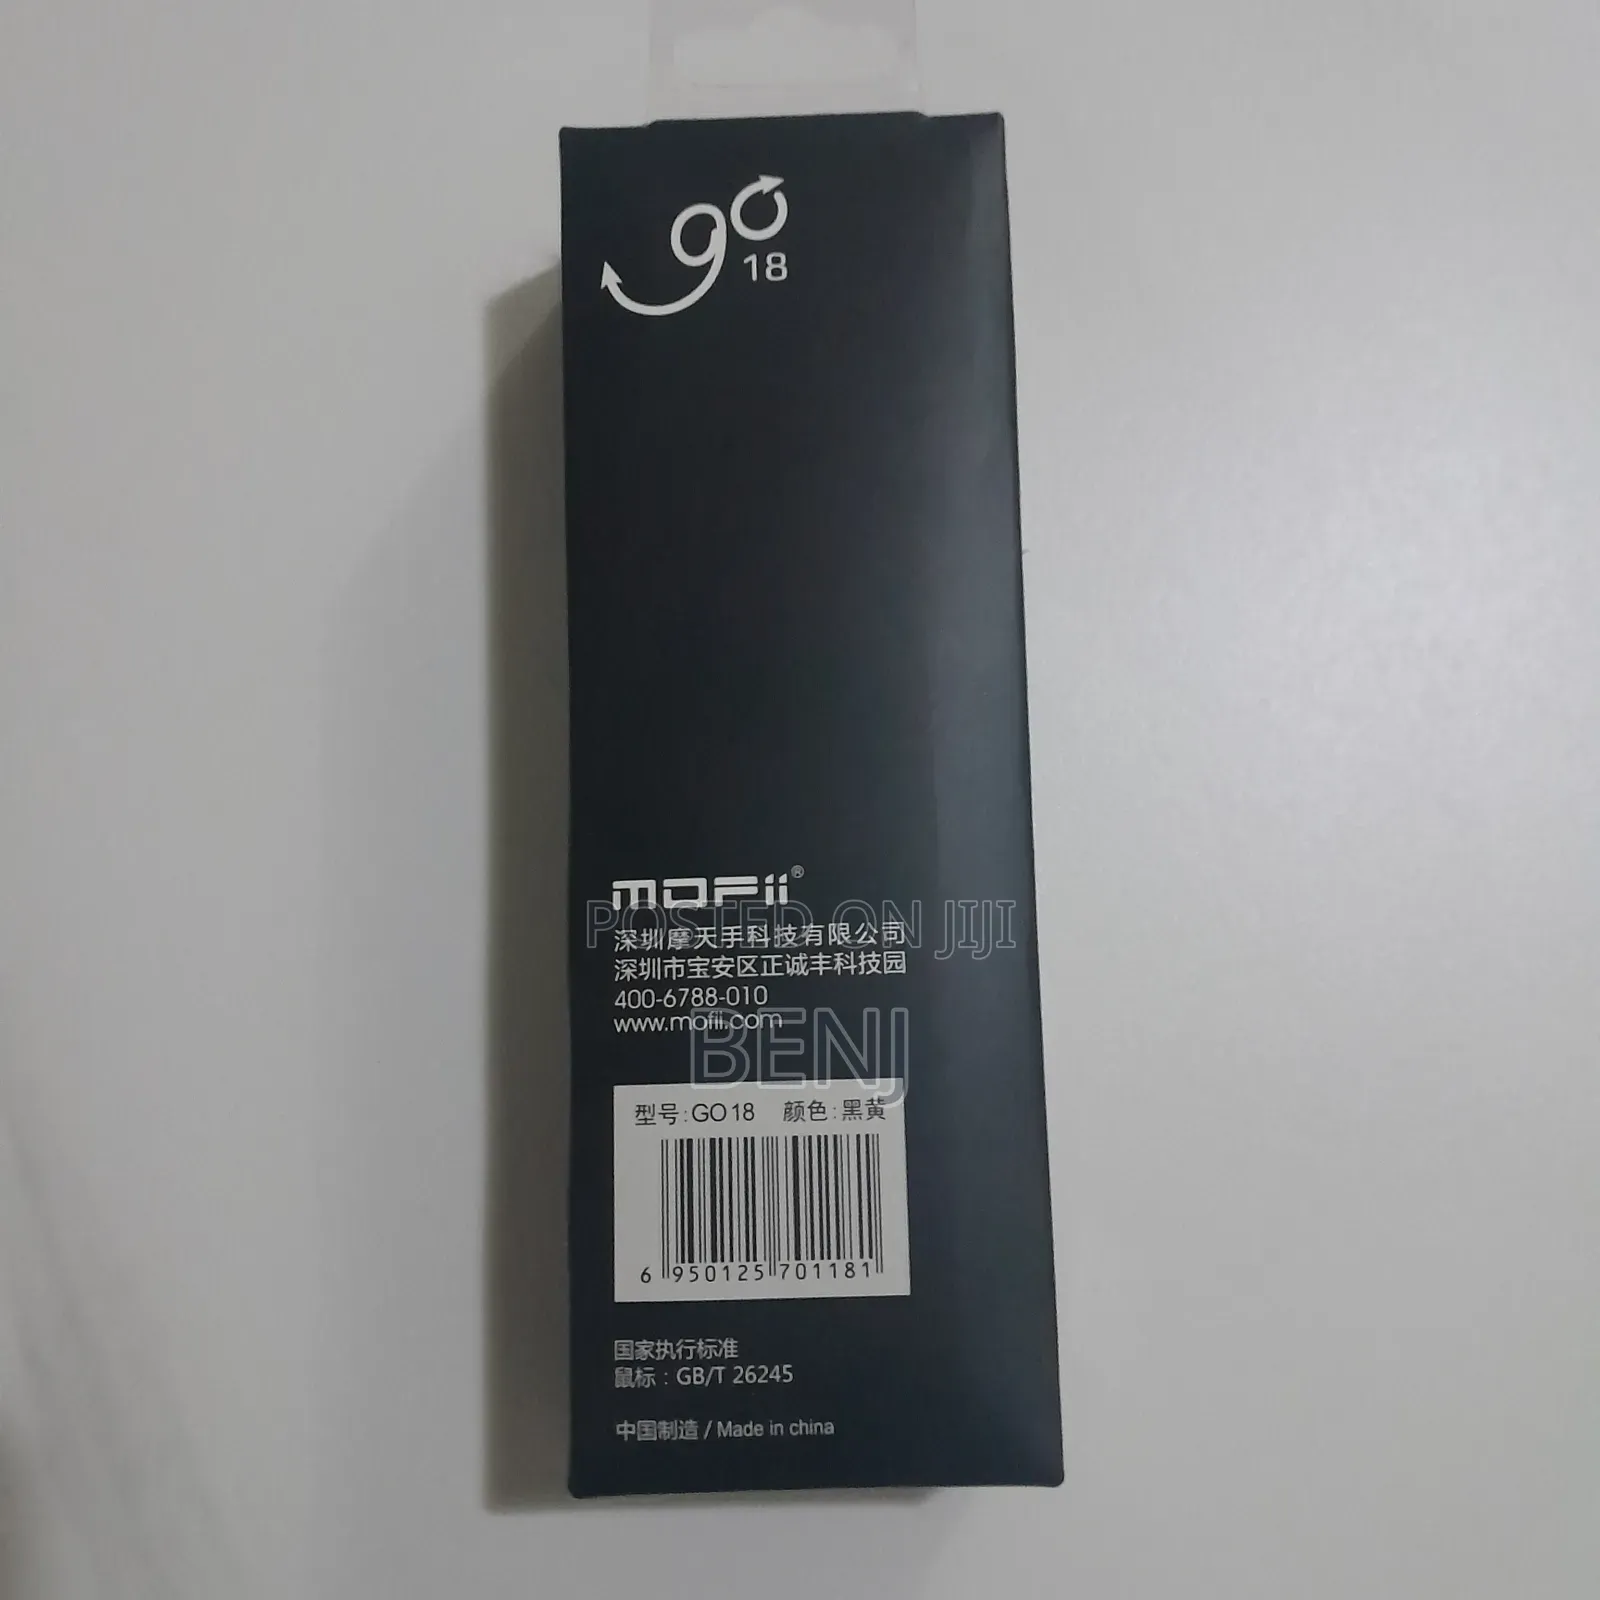 go
18
MOFii®
深圳摩天手科技有限公司
深圳市宝安区正诚丰科技园
400-6788-010
www.mofii.com
POSTED ON JIJI
BENJ
型号:GO18 颜色:黑黄
6 950125 701181
国家执行标准
鼠标:GB/T 26245
中国制造 / Made in china